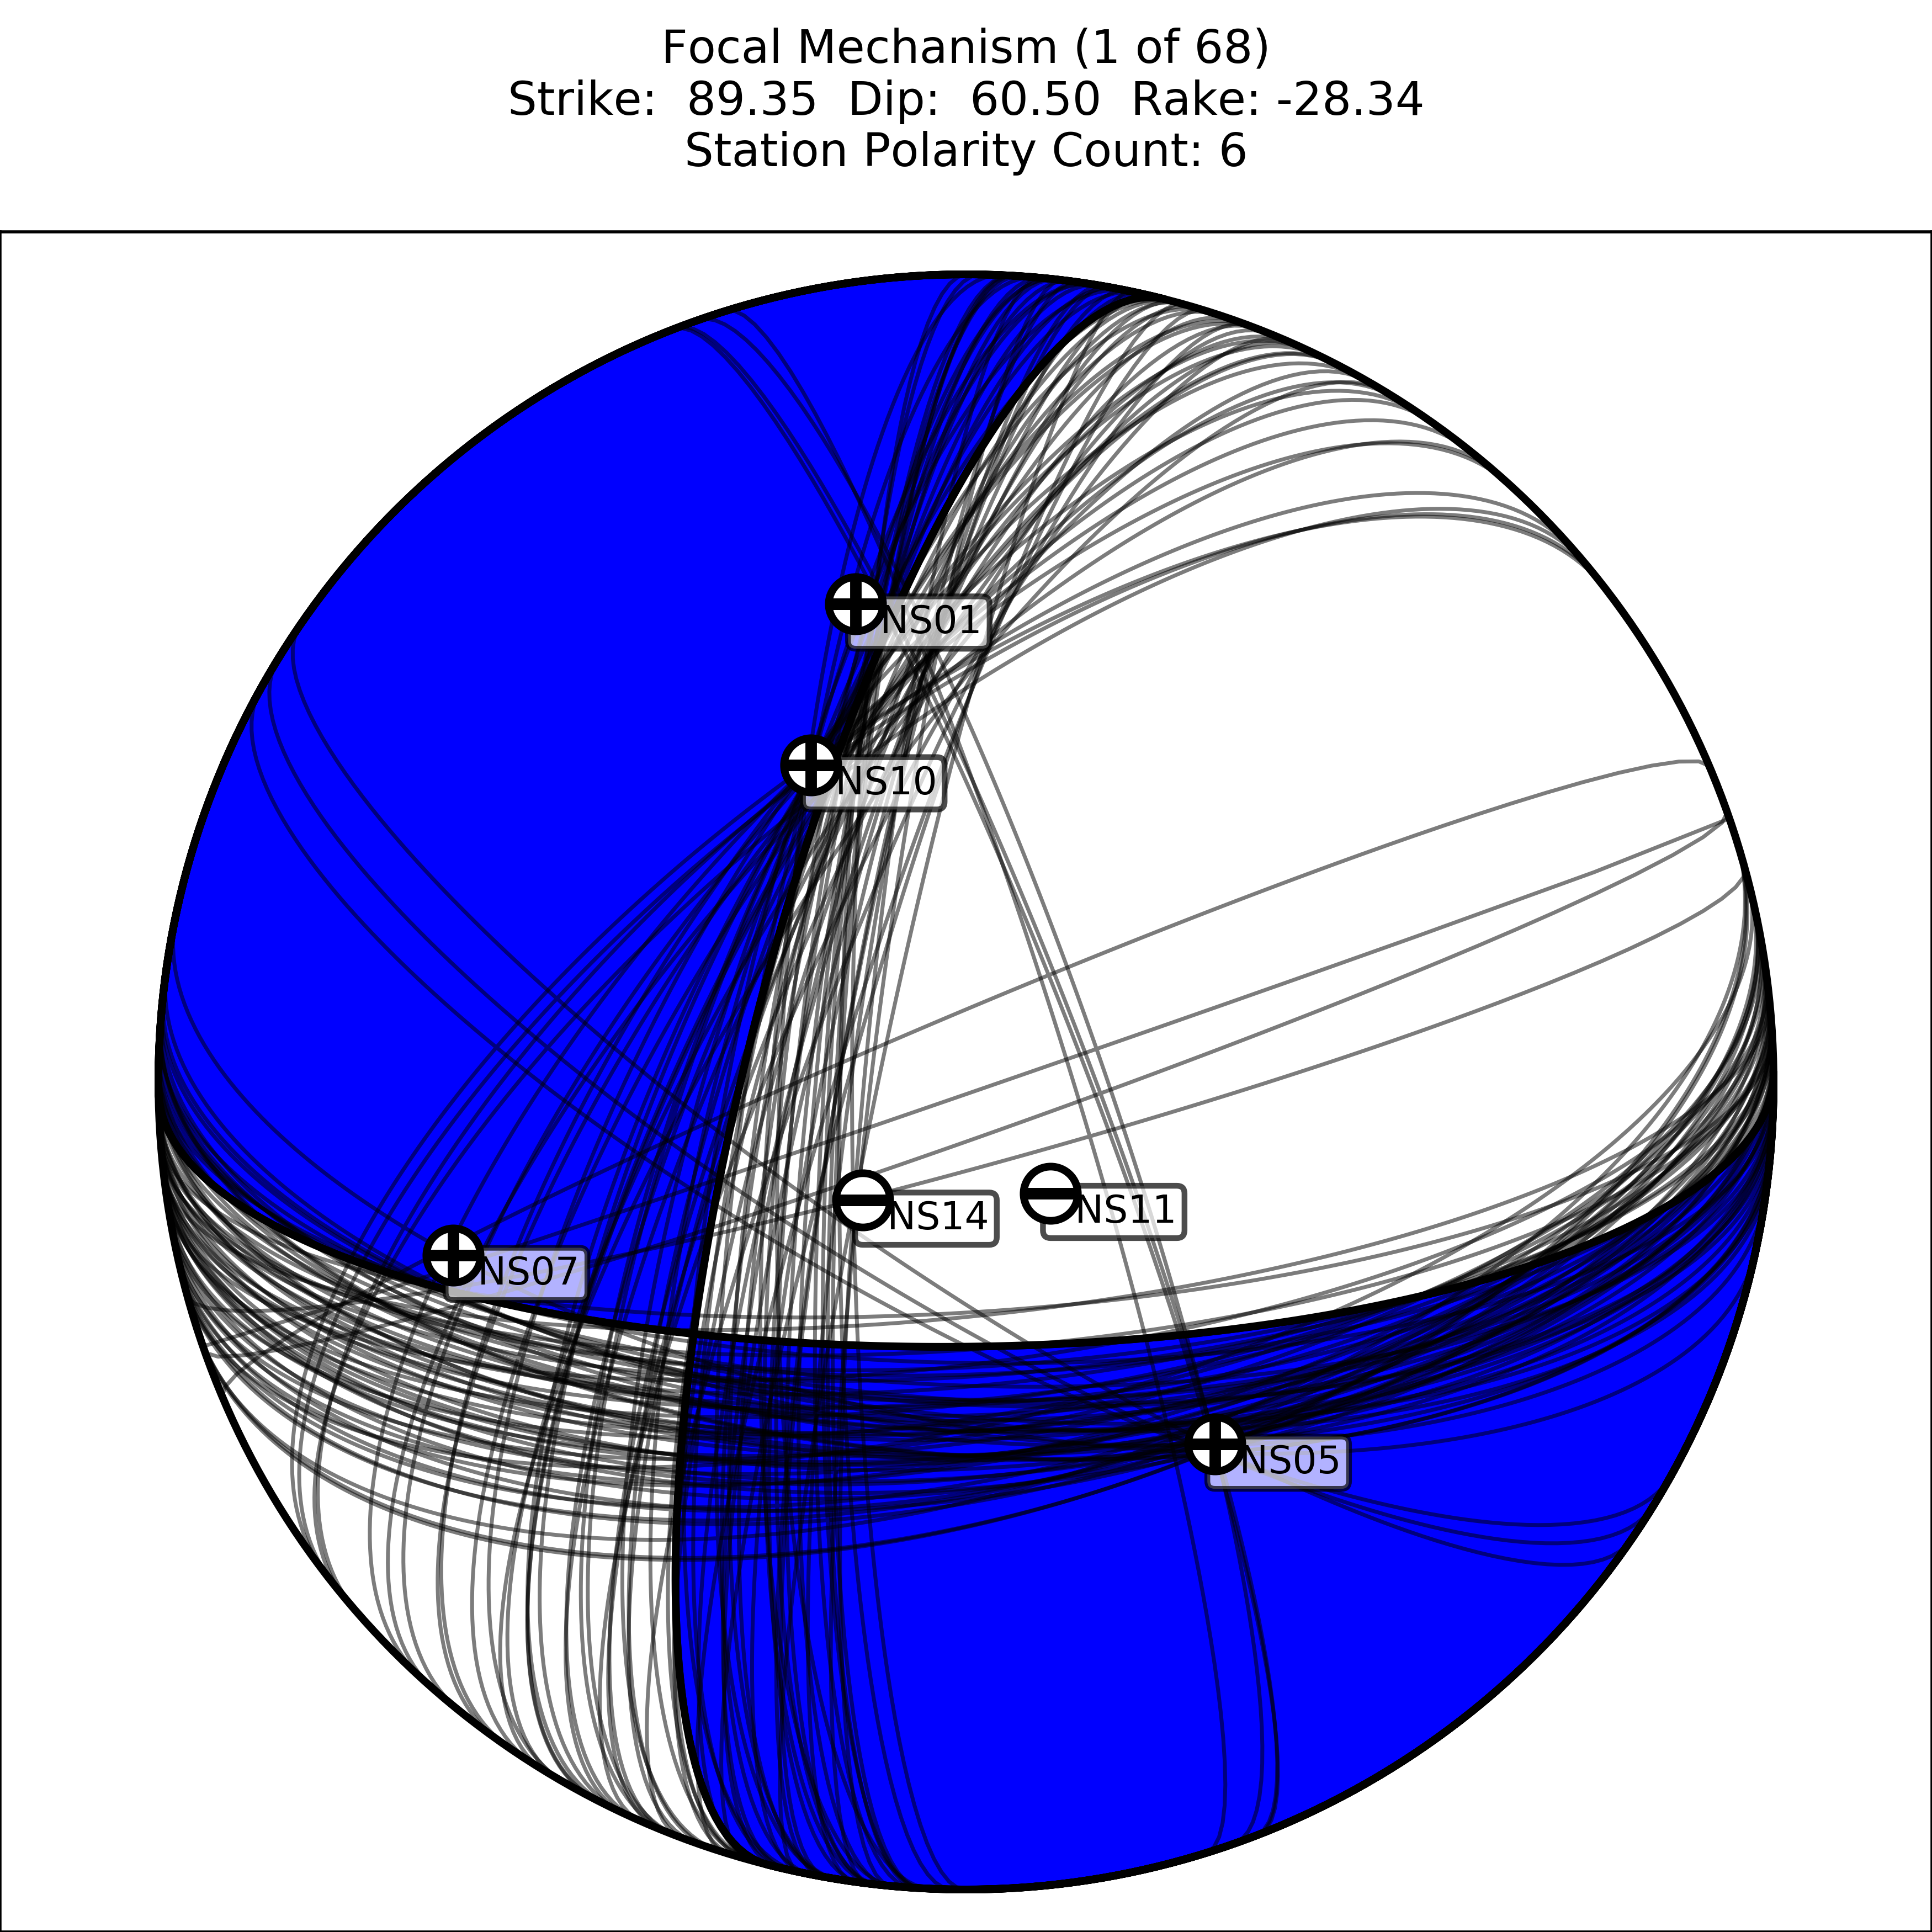 Focal Mechanism (1 of 68)
Strike:  89.35  Dip:  60.50  Rake: -28.34
Station Polarity Count: 6
NS01
NS10
NS14
NS11
NS07
NS05